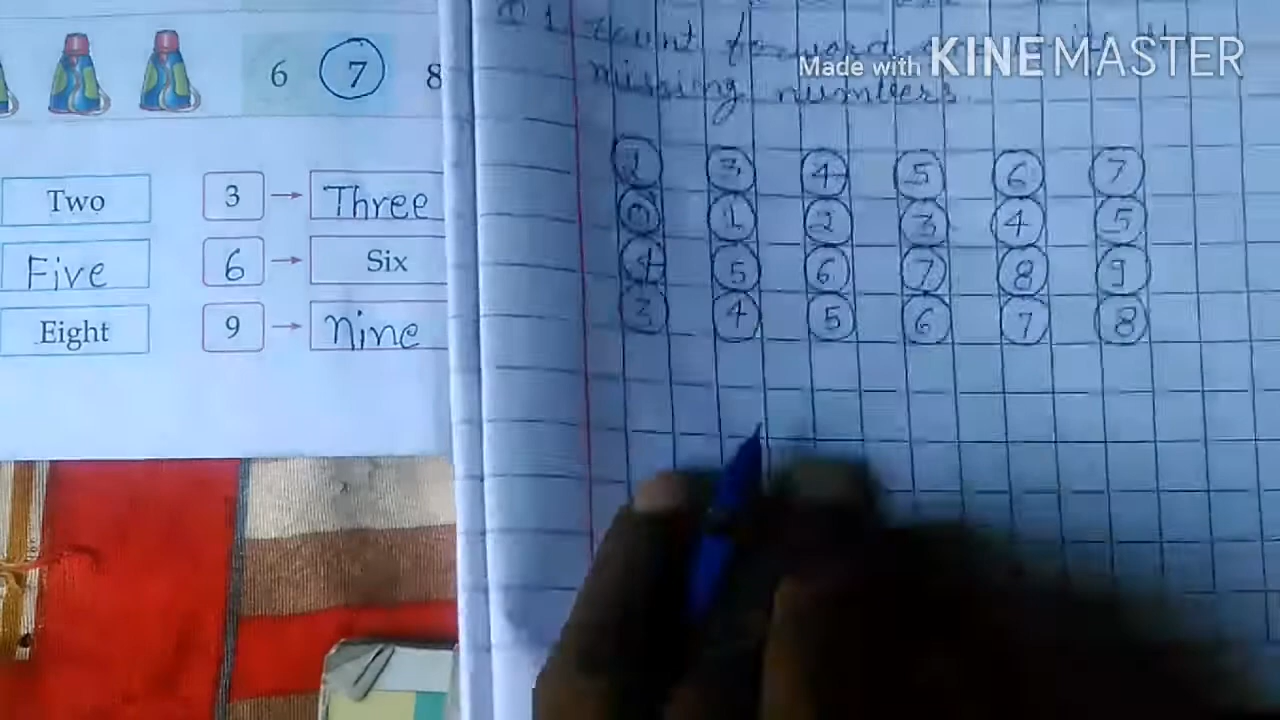 6 7 8
Two 3 → Three
Five 6 → Six
Eight 9 → Nine
Made with KINEMASTER
Q1. Count forward
missing numbers.
2 3 4 5 6 7
0 1 2 3 4 5
4 5 6 7 8 9
3 4 5 6 7 8